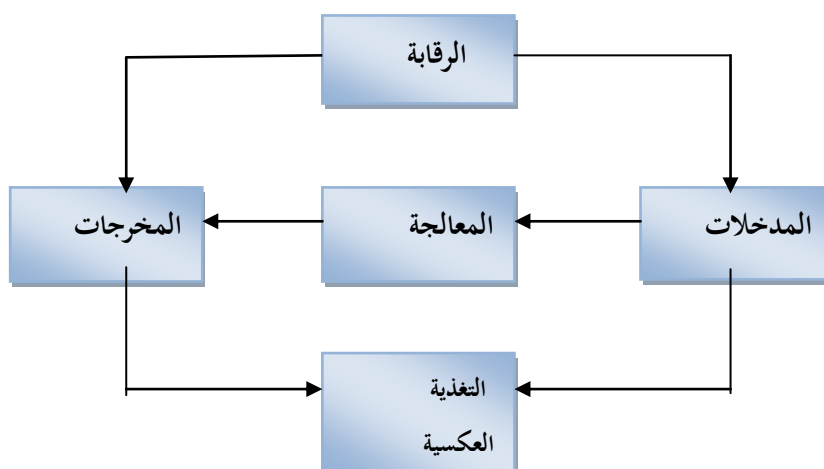 الرقابة
المدخلات
المعالجة
المخرجات
التغذية
العكسية